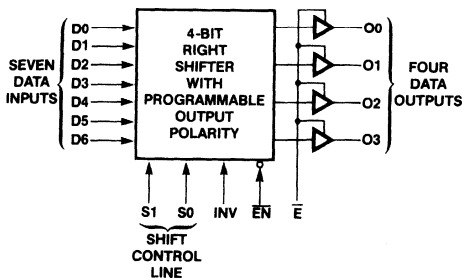 SEVEN
DATA
INPUTS
D0
D1
D2
D3
D4
D5
D6
4-BIT
RIGHT
SHIFTER
WITH
PROGRAMMABLE
OUTPUT
POLARITY
O0
O1
O2
O3
FOUR
DATA
OUTPUTS
S1 S0 INV E̅N̅ E̅
SHIFT
CONTROL
LINE